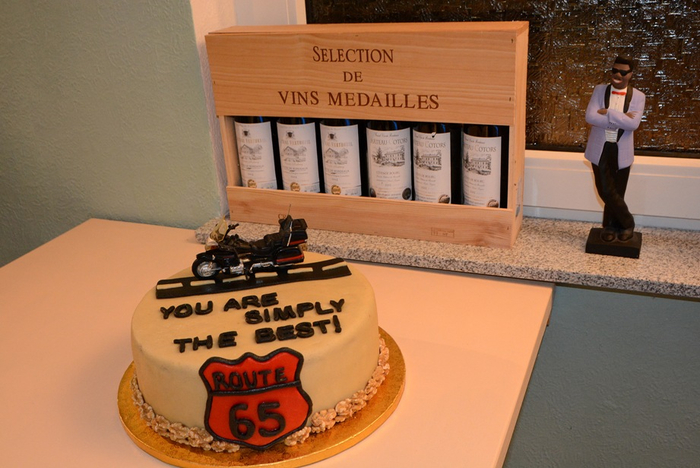 SELECTION
DE
VINS MEDAILLES
YOU ARE
SIMPLY
THE BEST!
ROUTE
65